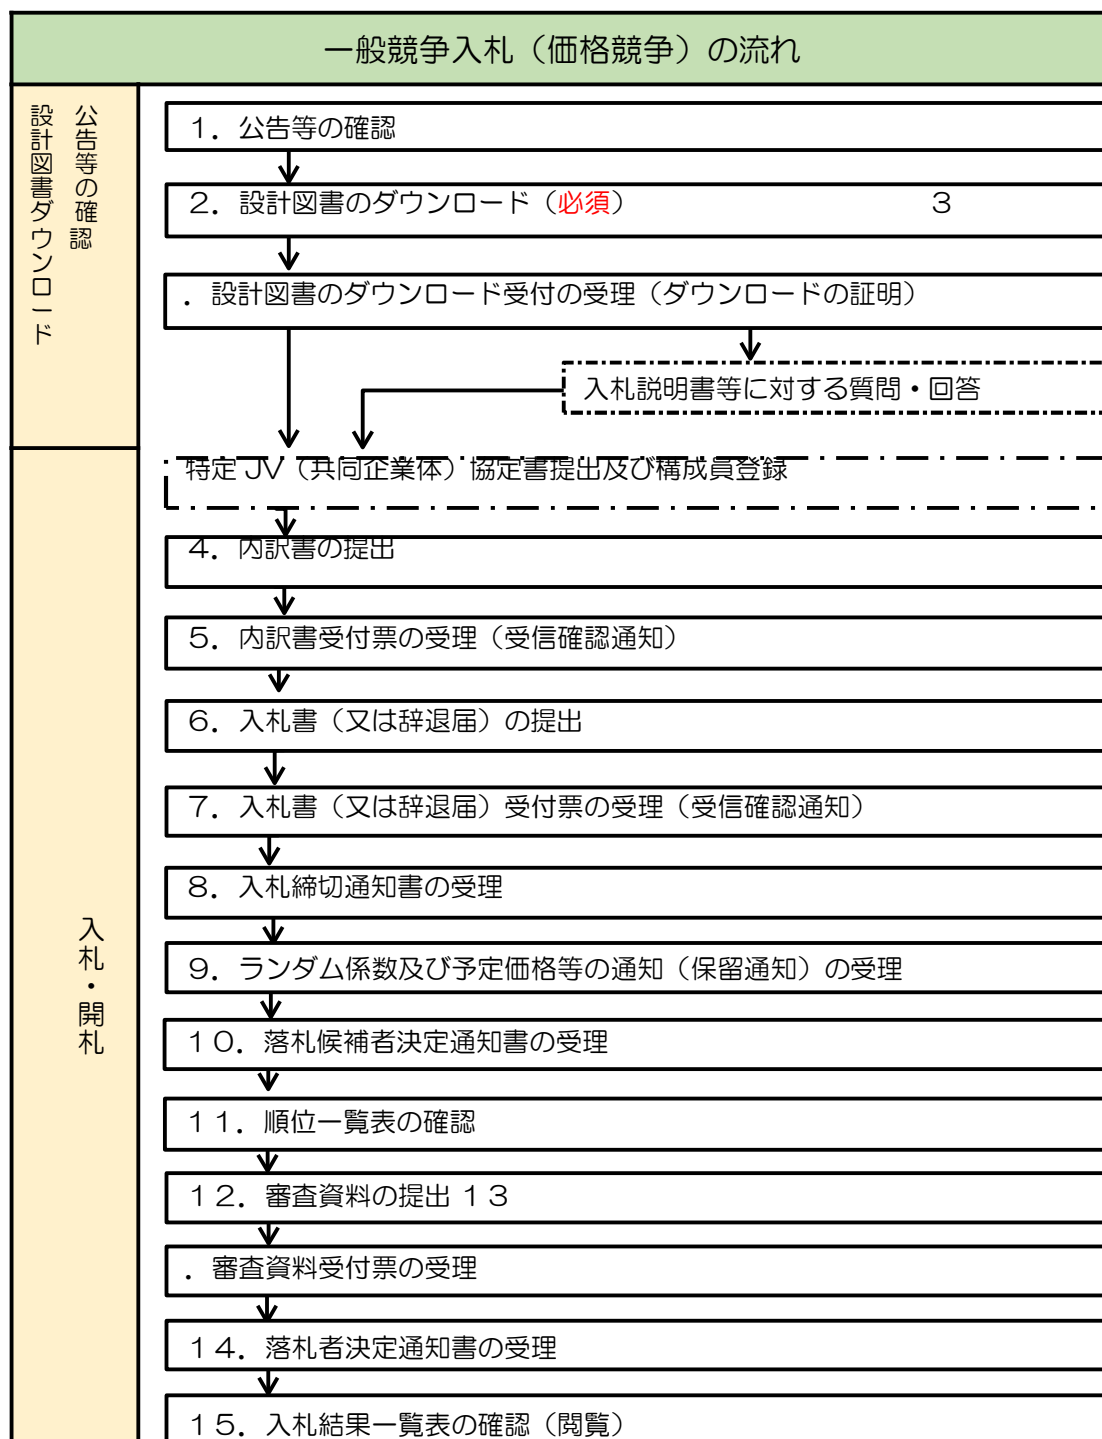 一般競争入札（価格競争）の流れ
公告等の確認
設計図書ダウンロード
１．公告等の確認
２．設計図書のダウンロード（必須） ３
．設計図書のダウンロード受付の受理（ダウンロードの証明）
入札説明書等に対する質問・回答
特定 JV（共同企業体）協定書提出及び構成員登録
入札・開札
４．内訳書の提出
５．内訳書受付票の受理（受信確認通知）
６．入札書（又は辞退届）の提出
７．入札書（又は辞退届）受付票の受理（受信確認通知）
８．入札締切通知書の受理
９．ランダム係数及び予定価格等の通知（保留通知）の受理
１０．落札候補者決定通知書の受理
１１．順位一覧表の確認
１２．審査資料の提出 １３
．審査資料受付票の受理
１４．落札者決定通知書の受理
１５．入札結果一覧表の確認（閲覧）